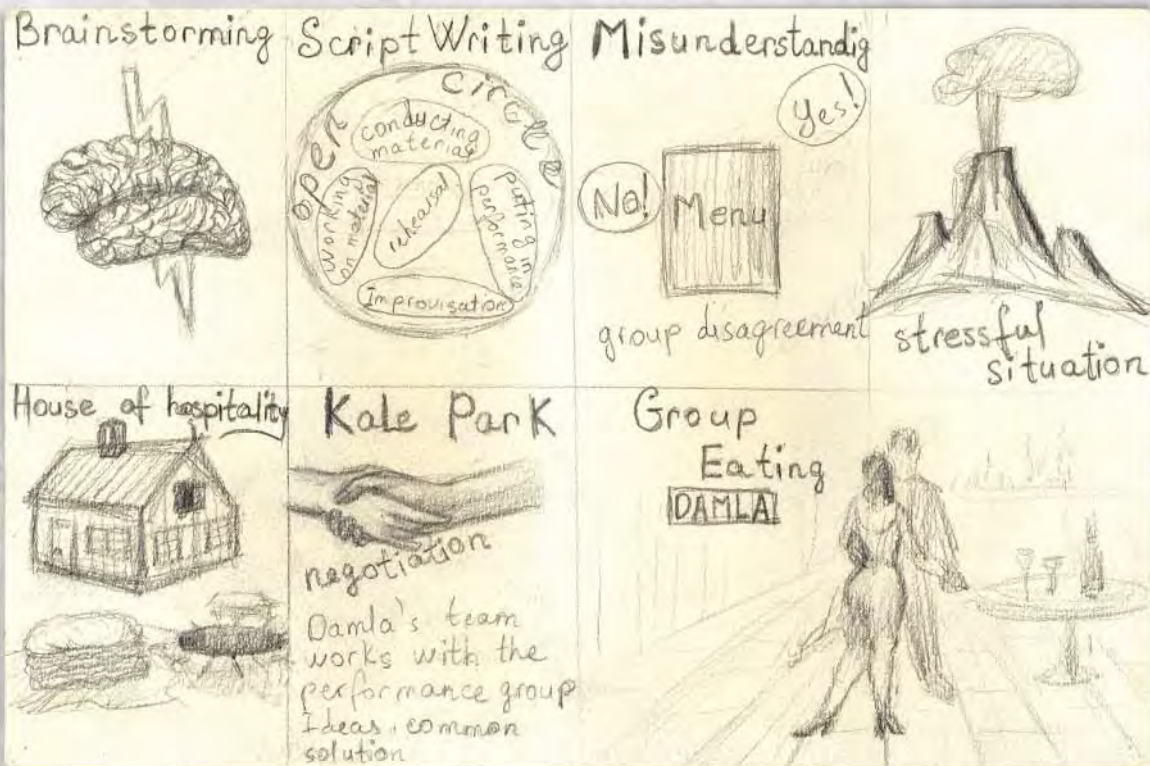 Brainstorming
Script Writing
open circle
conducting
material
working
on material
rehearsal
puting in
performance
Improvisation
Misunderstandig
Yes!
No!
Menu
group disagreement
stressful
situation
House of hospitality
Kale Park
negotiation
Damla's team
works with the
performance group
Ideas, common
solution
Group
Eating
DAMLA